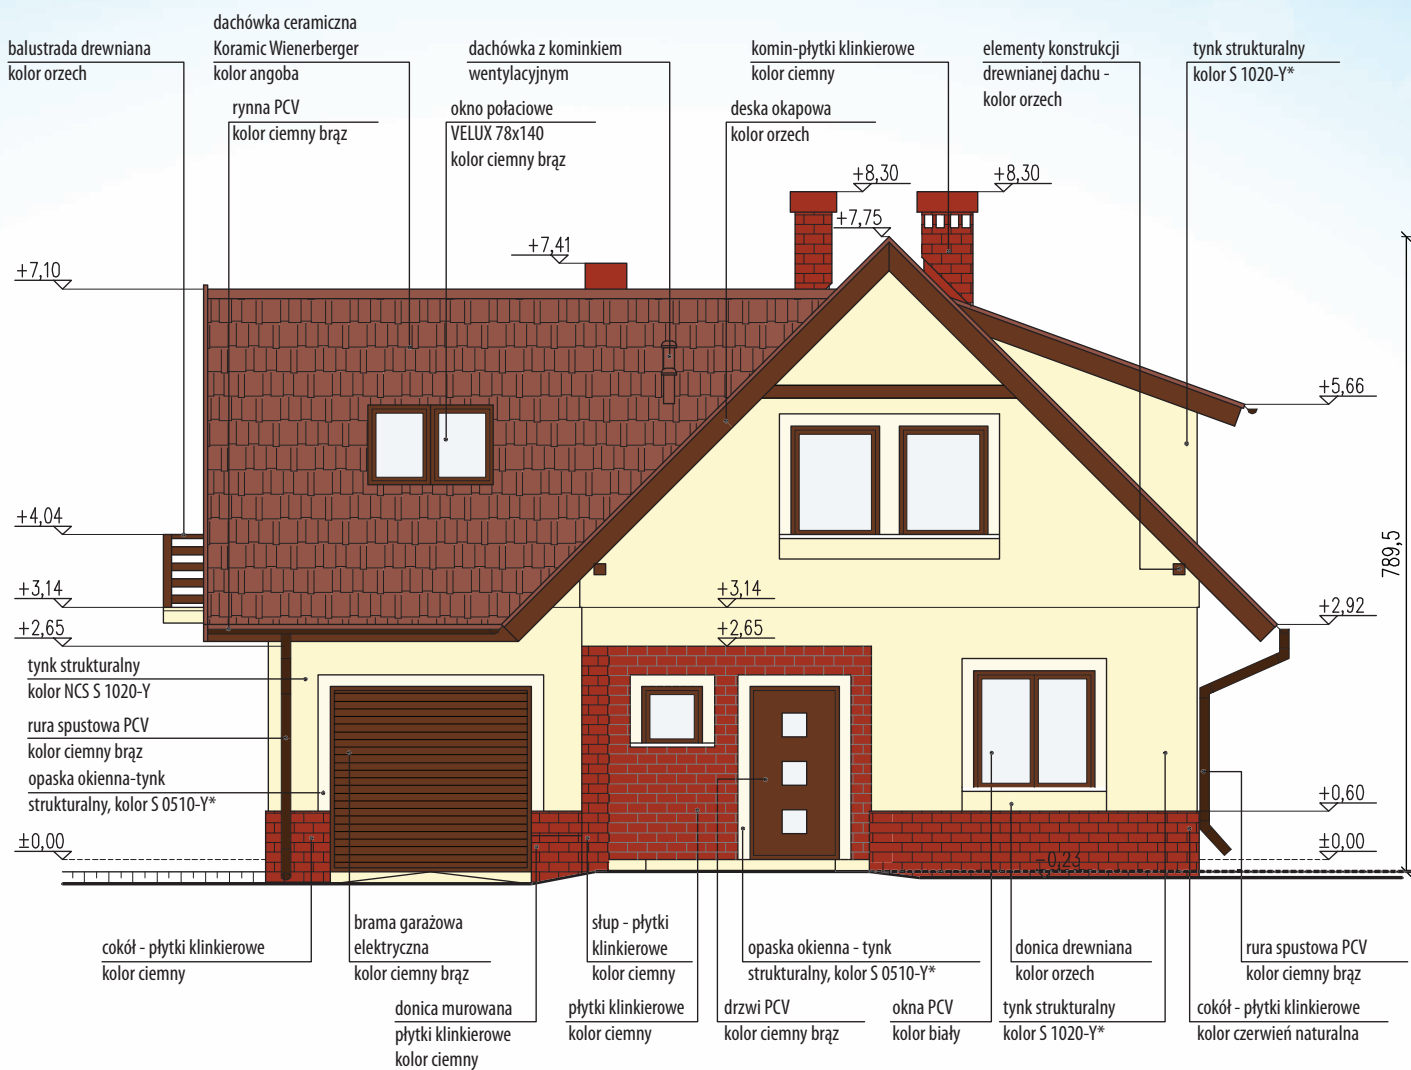 balustrada drewniana
kolor orzech
dachówka ceramiczna
Koramic Wienerberger
kolor angoba
rynna PCV
kolor ciemny brąz
dachówka z kominkiem
wentylacyjnym
okno połaciowe
VELUX 78x140
kolor ciemny brąz
komin-płytki klinkierowe
kolor ciemny
deska okapowa
kolor orzech
elementy konstrukcji
drewnianej dachu -
kolor orzech
tynk strukturalny
kolor S 1020-Y*
+8,30
+8,30
+7,75
+7,41
+7,10
+5,66
+4,04
789,5
+3,14
+3,14
+2,92
+2,65
+2,65
tynk strukturalny
kolor NCS S 1020-Y
rura spustowa PCV
kolor ciemny brąz
opaska okienna-tynk
strukturalny, kolor S 0510-Y*
+0,60
±0,00
±0,00
-0,23
cokół - płytki klinkierowe
kolor ciemny
brama garażowa
elektryczna
kolor ciemny brąz
donica murowana
płytki klinkierowe
kolor ciemny
słup - płytki
klinkierowe
kolor ciemny
płytki klinkierowe
kolor ciemny
opaska okienna - tynk
strukturalny, kolor S 0510-Y*
drzwi PCV
kolor ciemny brąz
okna PCV
kolor biały
donica drewniana
kolor orzech
tynk strukturalny
kolor S 1020-Y*
rura spustowa PCV
kolor ciemny brąz
cokół - płytki klinkierowe
kolor czerwień naturalna